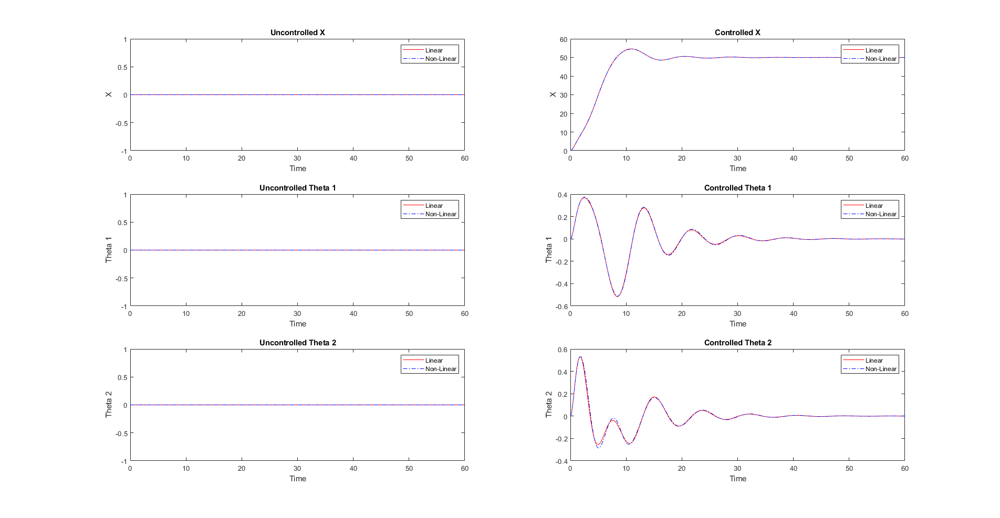 Uncontrolled X
1
0.5
0
-0.5
-1
X
0 10 20 30 40 50 60
Time
Linear
Non-Linear
Controlled X
60
50
40
30
20
10
0
X
0 10 20 30 40 50 60
Time
Linear
Non-Linear
Uncontrolled Theta 1
1
0.5
0
-0.5
-1
Theta 1
0 10 20 30 40 50 60
Time
Linear
Non-Linear
Controlled Theta 1
0.4
0.2
0
-0.2
-0.4
-0.6
Theta 1
0 10 20 30 40 50 60
Time
Linear
Non-Linear
Uncontrolled Theta 2
1
0.5
0
-0.5
-1
Theta 2
0 10 20 30 40 50 60
Time
Linear
Non-Linear
Controlled Theta 2
0.6
0.4
0.2
0
-0.2
-0.4
Theta 2
0 10 20 30 40 50 60
Time
Linear
Non-Linear